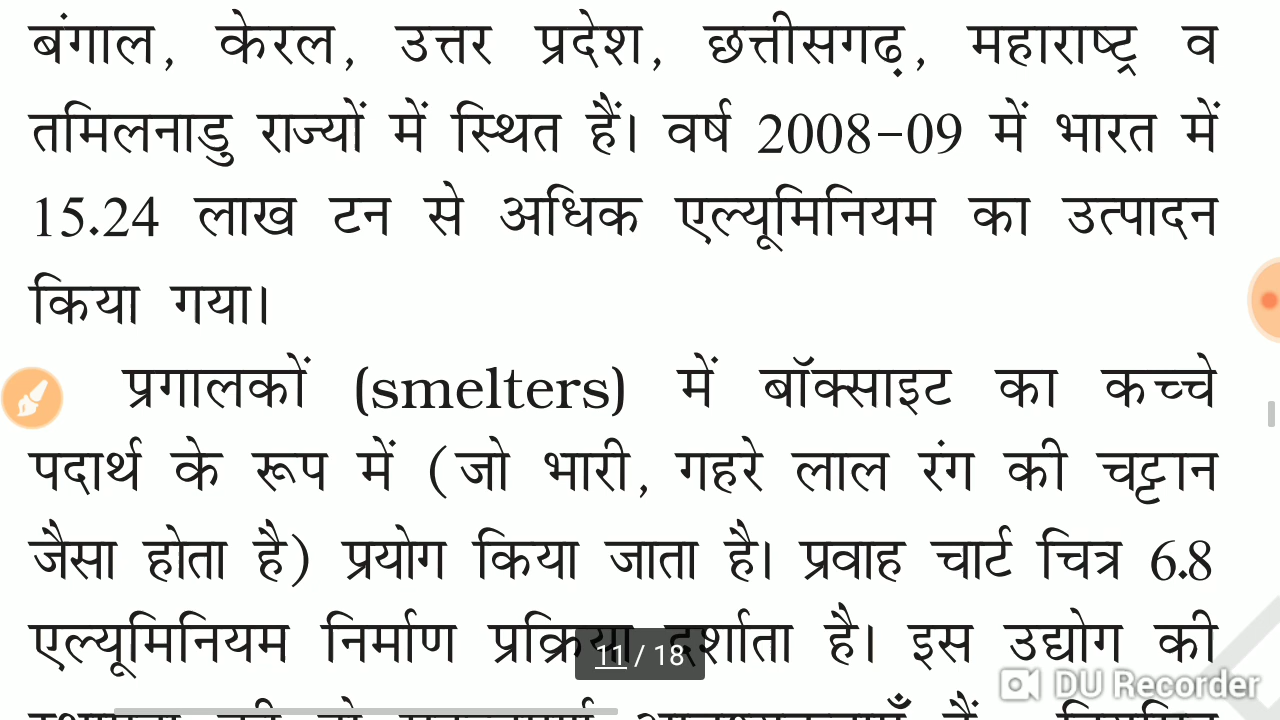 बंगाल, केरल, उत्तर प्रदेश, छत्तीसगढ़, महाराष्ट्र व
तमिलनाडु राज्यों में स्थित हैं। वर्ष 2008-09 में भारत में
15.24 लाख टन से अधिक एल्यूमिनियम का उत्पादन
किया गया।
प्रगालकों (smelters) में बॉक्साइट का कच्चे
पदार्थ के रूप में (जो भारी, गहरे लाल रंग की चट्टान
जैसा होता है) प्रयोग किया जाता है। प्रवाह चार्ट चित्र 6.8
एल्यूमिनियम निर्माण प्रक्रिया दर्शाता है। इस उद्योग की
11 / 18
DU Recorder